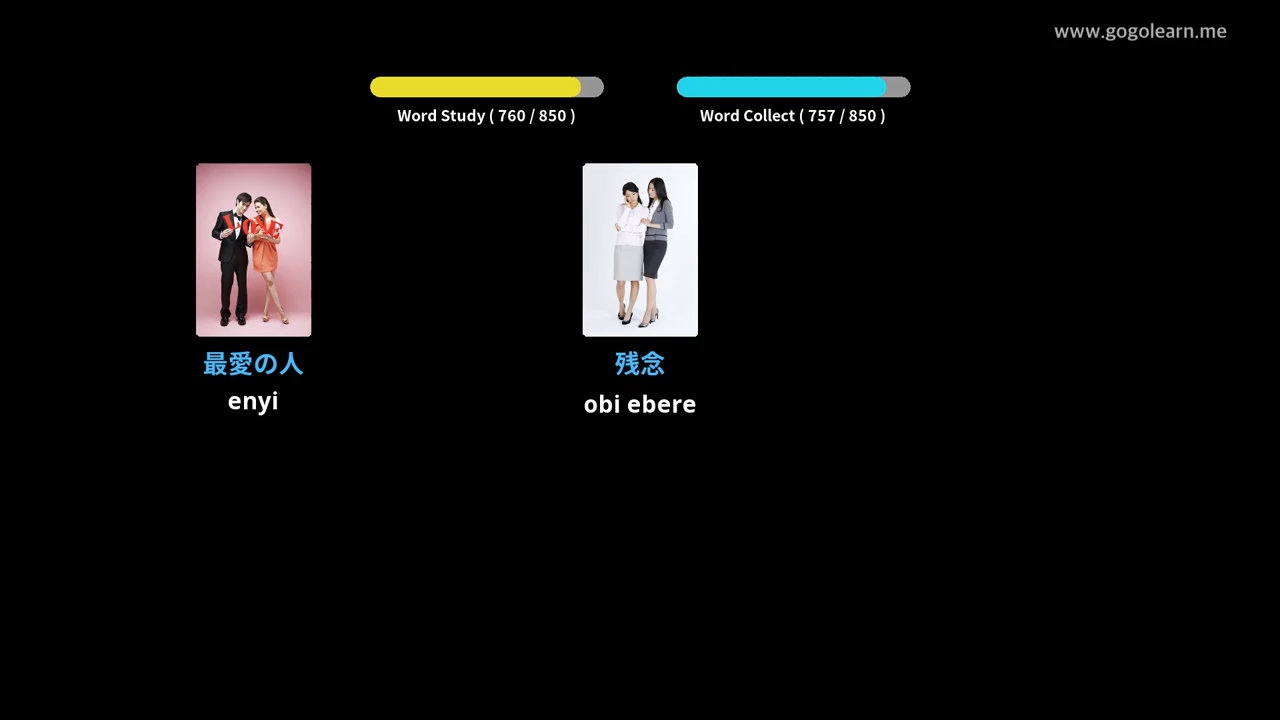 www.gogolearn.me
Word Study ( 760 / 850 )
Word Collect ( 757 / 850 )
LOVE
最愛の人
enyi
残念
obi ebere